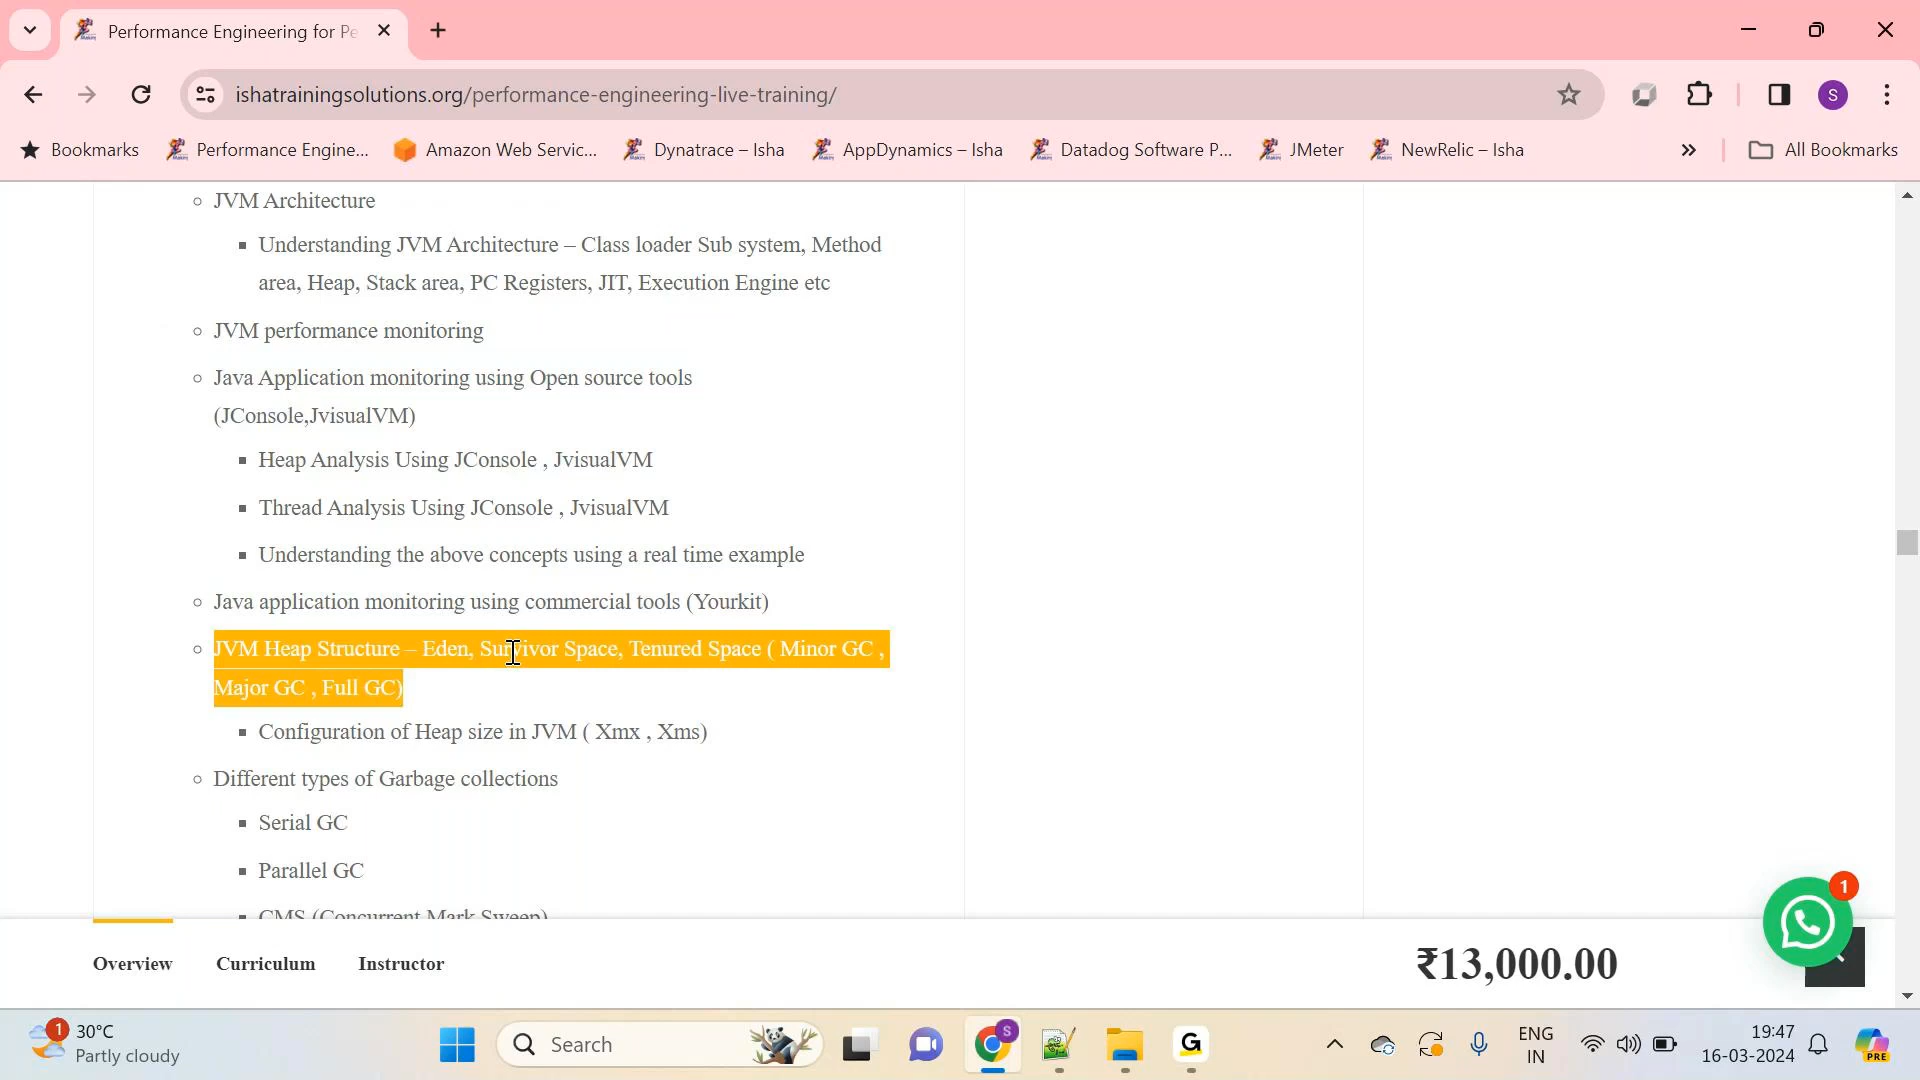 Performance Engineering for Pe
ishatrainingsolutions.org/performance-engineering-live-training/
S
Bookmarks
Performance Engine...
Amazon Web Servic...
Dynatrace – Isha
AppDynamics – Isha
Datadog Software P...
JMeter
NewRelic – Isha
All Bookmarks
JVM Architecture
Understanding JVM Architecture – Class loader Sub system, Method
area, Heap, Stack area, PC Registers, JIT, Execution Engine etc
JVM performance monitoring
Java Application monitoring using Open source tools
(JConsole,JvisualVM)
Heap Analysis Using JConsole , JvisualVM
Thread Analysis Using JConsole , JvisualVM
Understanding the above concepts using a real time example
Java application monitoring using commercial tools (Yourkit)
JVM Heap Structure – Eden, Survivor Space, Tenured Space ( Minor GC ,
Major GC , Full GC)
Configuration of Heap size in JVM ( Xmx , Xms)
Different types of Garbage collections
Serial GC
Parallel GC
CMS (Concurrent Mark Sweep)
1
Overview
Curriculum
Instructor
₹13,000.00
1
30°C
Partly cloudy
Search
S
G
ENG
IN
19:47
16-03-2024
PRE